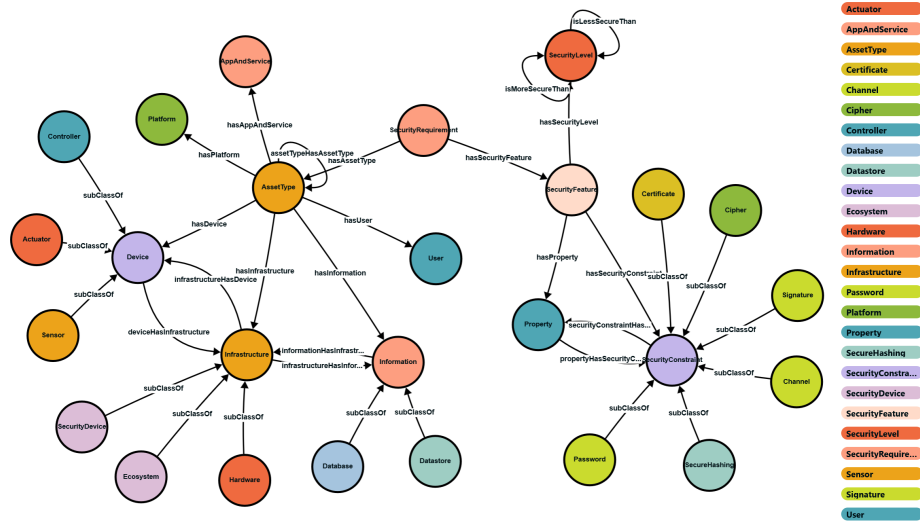 isLessSecureThan
SecurityLevel
isMoreSecureThan
AppAndService
hasSecurityLevel
Platform
hasAppAndService
Controller
SecurityRequirement
hasPlatform
assetTypeHasAssetType
hasAssetType
hasSecurityFeature
AssetType
SecurityFeature
Certificate
Cipher
subClassOf
hasDevice
hasUser
Actuator
subClassOf
Device
User
hasProperty
hasInfrastructure
hasInformation
hasSecurityConstraint
subClassOf
subClassOf
infrastructureHasDevice
subClassOf
Signature
Sensor
deviceHasInfrastructure
Property
securityConstraintHas...
subClassOf
Infrastructure
informationHasInfrastr...
infrastructureHasInfor...
Information
propertyHasSecurityC...
SecurityConstraint
subClassOf
Channel
subClassOf
subClassOf
subClassOf
subClassOf
subClassOf
subClassOf
subClassOf
SecurityDevice
Ecosystem
Hardware
Database
Datastore
Password
SecureHashing
Actuator
AppAndService
AssetType
Certificate
Channel
Cipher
Controller
Database
Datastore
Device
Ecosystem
Hardware
Information
Infrastructure
Password
Platform
Property
SecureHashing
SecurityConstra...
SecurityDevice
SecurityFeature
SecurityLevel
SecurityRequire...
Sensor
Signature
User